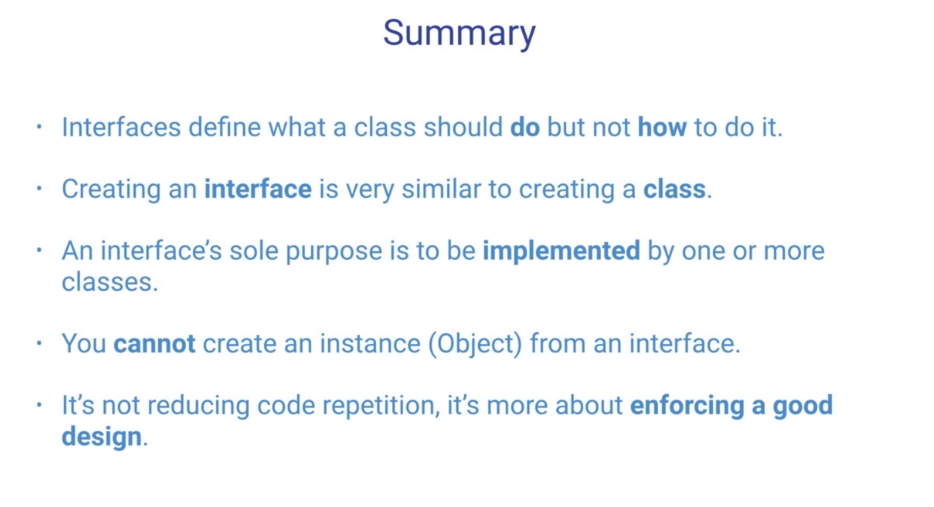 Summary
• Interfaces define what a class should do but not how to do it.
• Creating an interface is very similar to creating a class.
• An interface’s sole purpose is to be implemented by one or more
classes.
• You cannot create an instance (Object) from an interface.
• It’s not reducing code repetition, it’s more about enforcing a good
design.